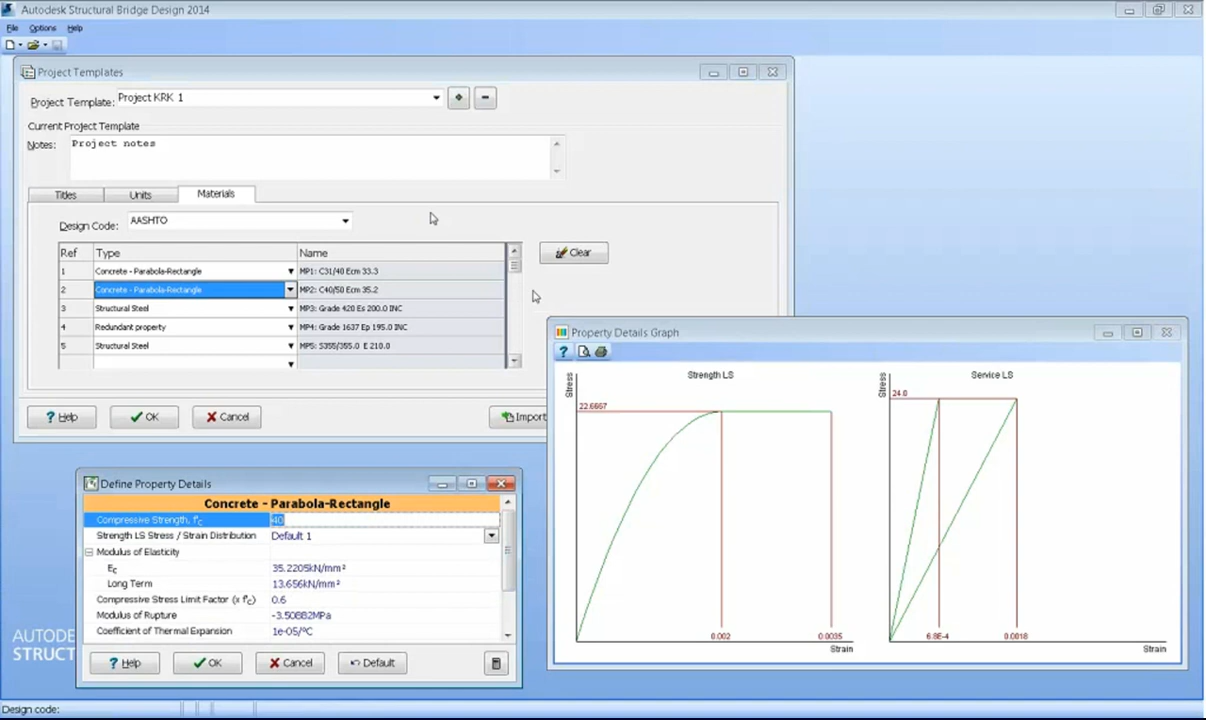 Autodesk Structural Bridge Design 2014
File Options Help
Project Templates
Project Template: Project KRK 1
Current Project Template
Notes: Project notes
Titles Units Materials
Design Code: AASHTO
Ref Type Name
Clear
1 Concrete - Parabola-Rectangle MP1: C31/40 Ecm 33.3
2 Concrete - Parabola-Rectangle MP2: C40/50 Ecm 35.2
3 Structural Steel MP3: Grade 420 Es 200.0 INC
4 Redundant property MP4: Grade 1637 Ep 195.0 INC
5 Structural Steel MP5: S355/355.0 E 210.0
? Help OK Cancel Import
Property Details Graph
?
Strength LS Service LS
Stress Stress
22.6667 24.0
0.002 0.0035 6.8E-4 0.0018
Strain Strain
Define Property Details
Concrete - Parabola-Rectangle
Compressive Strength, f'c 40
Strength LS Stress / Strain Distribution Default 1
Modulus of Elasticity
Ec 35.2205kN/mm²
Long Term 13.656kN/mm²
Compressive Stress Limit Factor (x f'c) 0.6
Modulus of Rupture -3.50882MPa
Coefficient of Thermal Expansion 1e-05/°C
? Help OK Cancel Default
AUTODE
STRUCT
Design code: